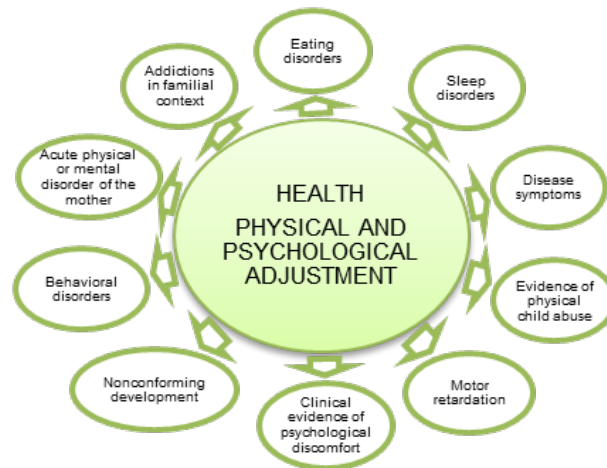 Eating
disorders
Sleep
disorders
Disease
symptoms
Evidence of
physical
child abuse
Motor
retardation
Clinical
evidence of
psychological
discomfort
Nonconforming
development
Behavioral
disorders
Acute physical
or mental
disorder of the
mother
Addictions in
familial
context
HEALTH
PHYSICAL AND
PSYCHOLOGICAL
ADJUSTMENT